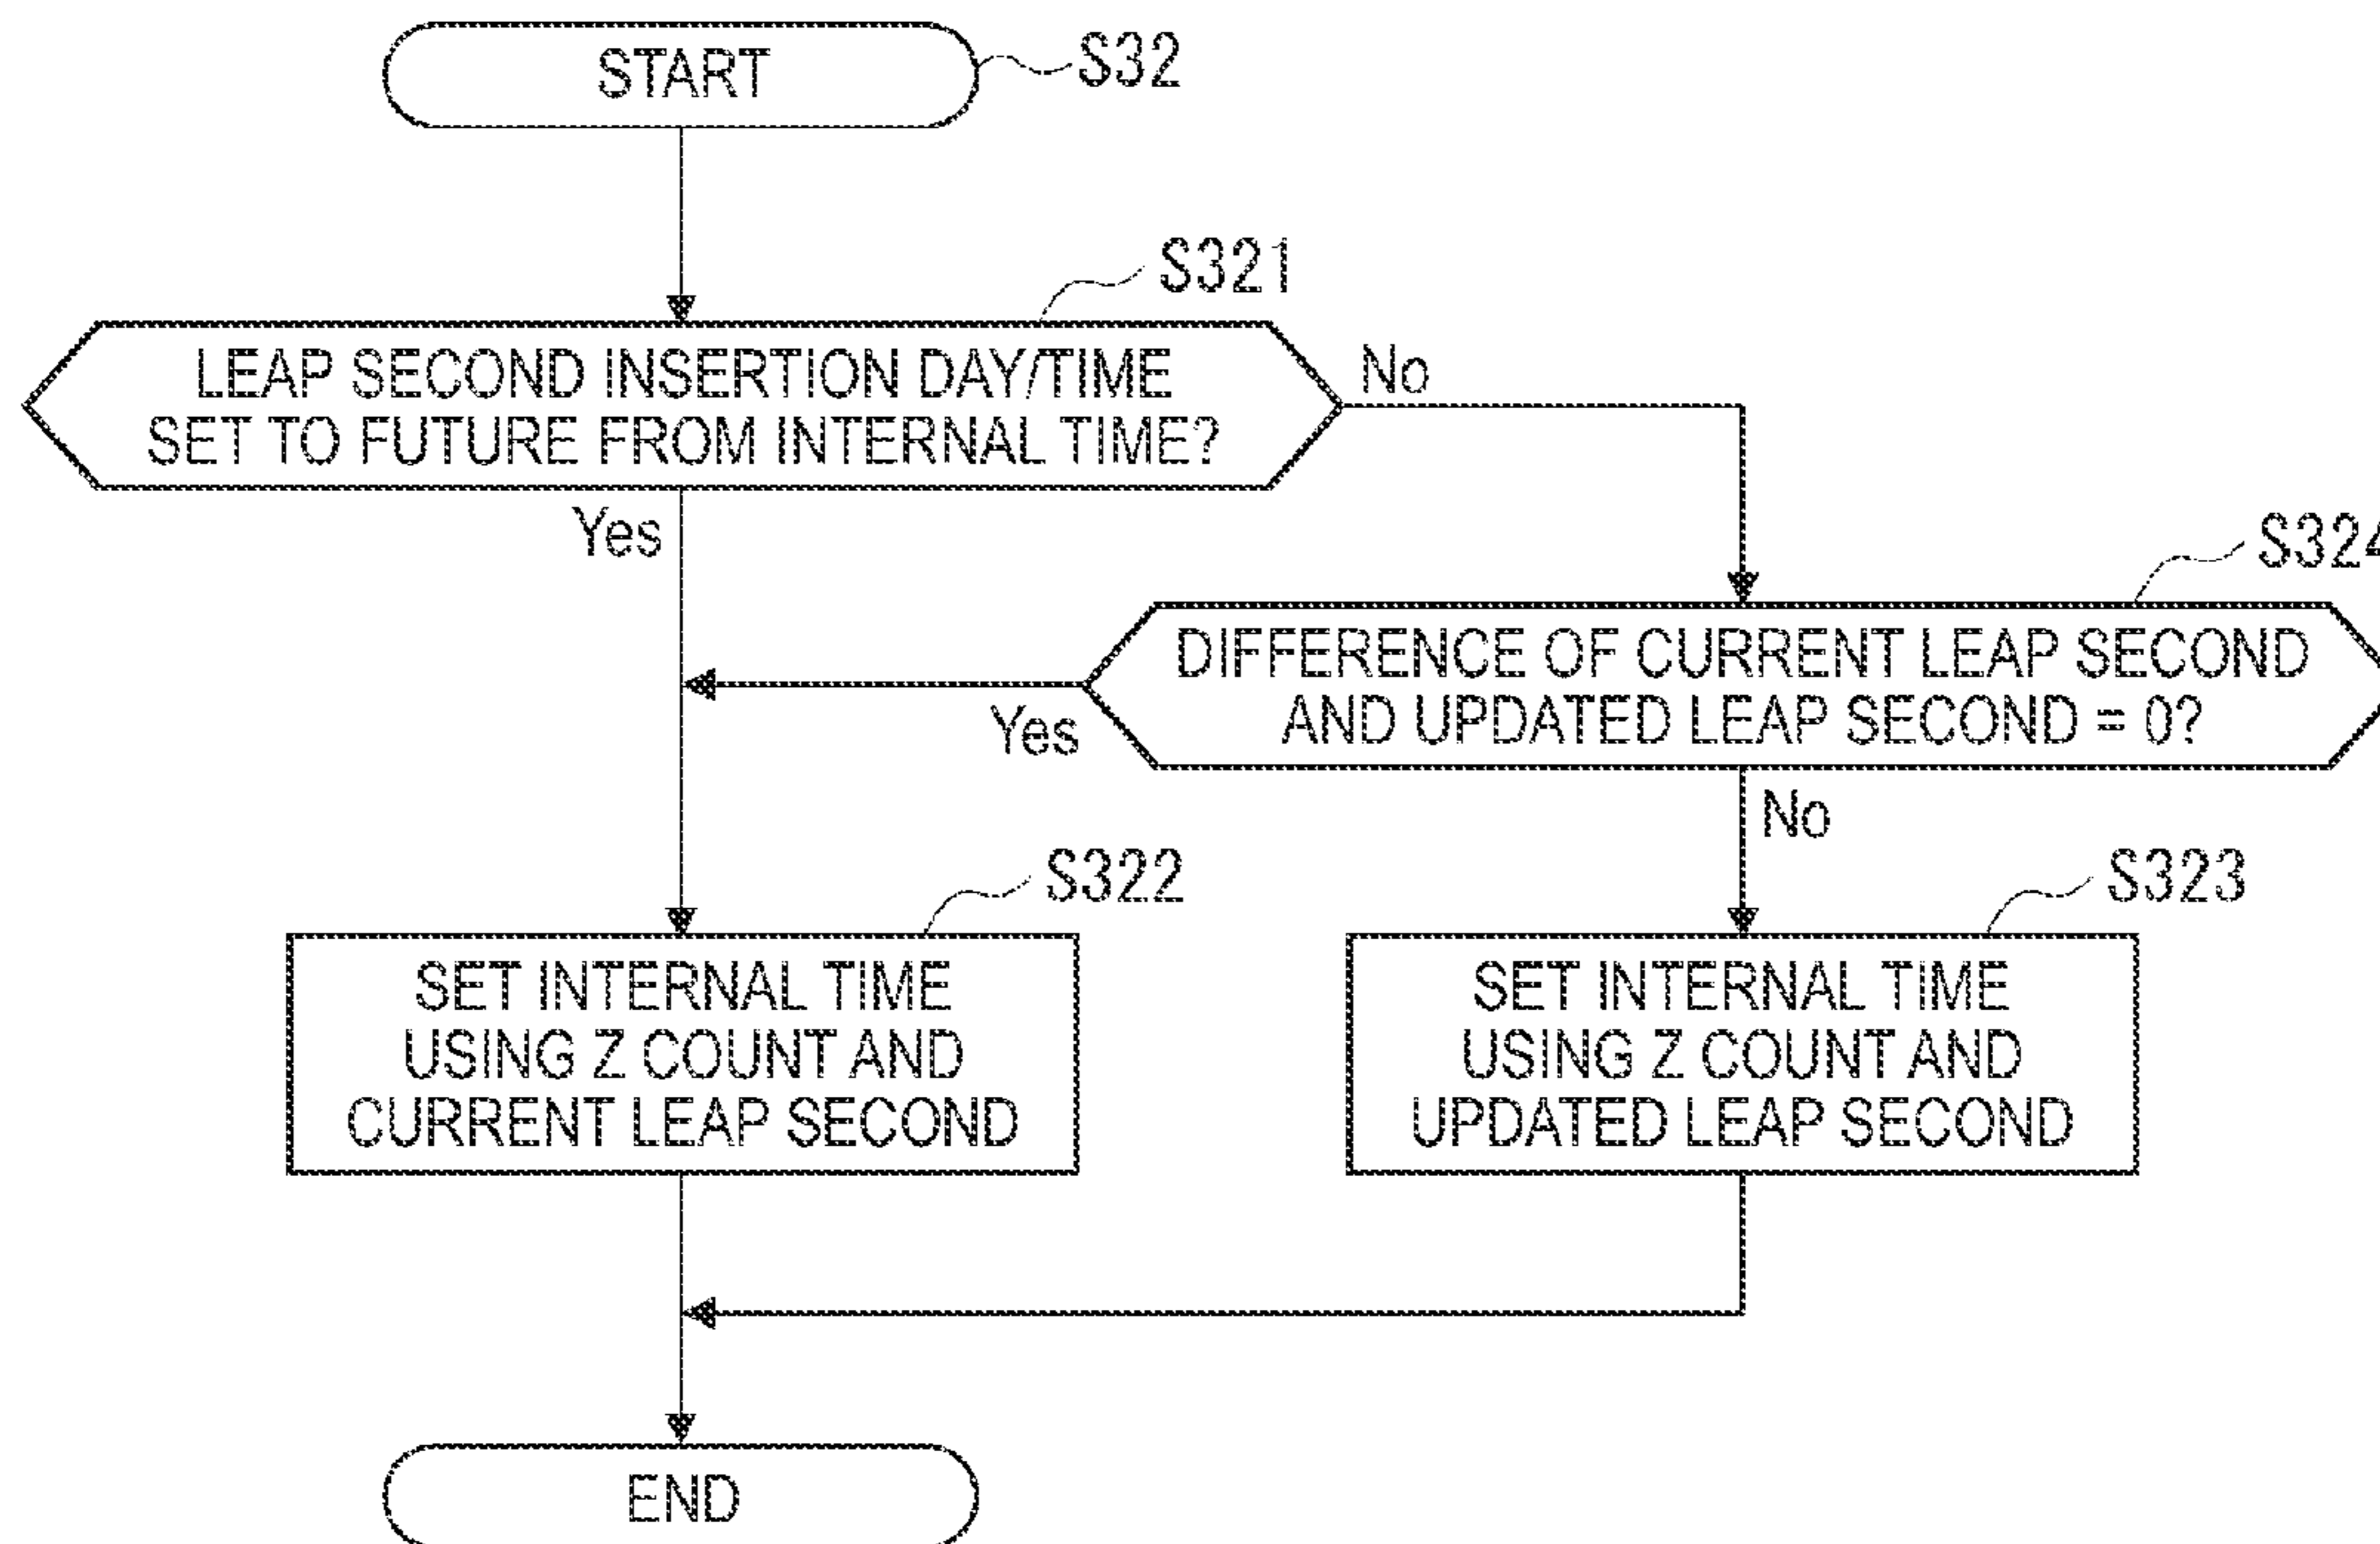 START
S32
S321
LEAP SECOND INSERTION DAY/TIME
SET TO FUTURE FROM INTERNAL TIME?
No
Yes
S324
DIFFERENCE OF CURRENT LEAP SECOND
AND UPDATED LEAP SECOND = 0?
Yes
No
S322
SET INTERNAL TIME
USING Z COUNT AND
CURRENT LEAP SECOND
S323
SET INTERNAL TIME
USING Z COUNT AND
UPDATED LEAP SECOND
END